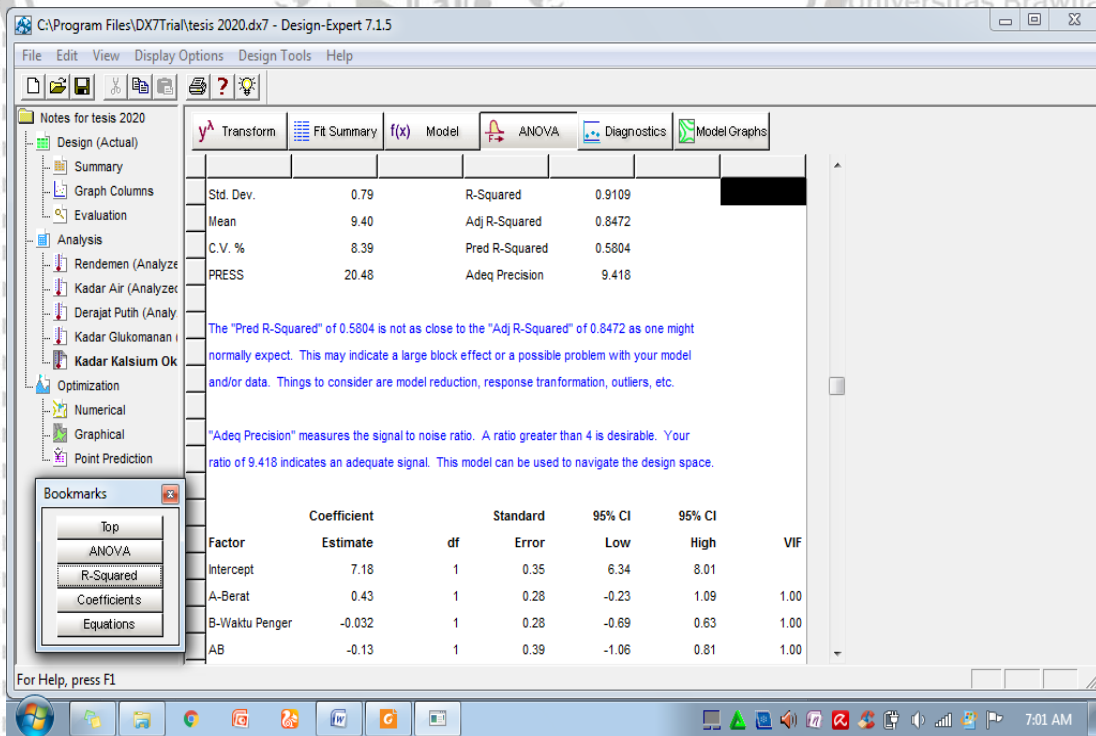 Universitas Brawija
C:\Program Files\DX7Trial\tesis 2020.dx7 - Design-Expert 7.1.5
File Edit View Display Options Design Tools Help
Notes for tesis 2020
Design (Actual)
Summary
Graph Columns
Evaluation
Analysis
Rendemen (Analyze
Kadar Air (Analyzed
Derajat Putih (Analy
Kadar Glukomanan (
Kadar Kalsium Ok
Optimization
Numerical
Graphical
Point Prediction
yλ Transform Fit Summary f(x) Model ANOVA Diagnostics Model Graphs
Std. Dev. 0.79 R-Squared 0.9109
Mean 9.40 Adj R-Squared 0.8472
C.V. % 8.39 Pred R-Squared 0.5804
PRESS 20.48 Adeq Precision 9.418
The "Pred R-Squared" of 0.5804 is not as close to the "Adj R-Squared" of 0.8472 as one might
normally expect. This may indicate a large block effect or a possible problem with your model
and/or data. Things to consider are model reduction, response tranformation, outliers, etc.
"Adeq Precision" measures the signal to noise ratio. A ratio greater than 4 is desirable. Your
ratio of 9.418 indicates an adequate signal. This model can be used to navigate the design space.
Coefficient Standard 95% CI 95% CI
Factor Estimate df Error Low High VIF
Intercept 7.18 1 0.35 6.34 8.01
A-Berat 0.43 1 0.28 -0.23 1.09 1.00
B-Waktu Penger -0.032 1 0.28 -0.69 0.63 1.00
AB -0.13 1 0.39 -1.06 0.81 1.00
Bookmarks
Top
ANOVA
R-Squared
Coefficients
Equations
For Help, press F1
7:01 AM